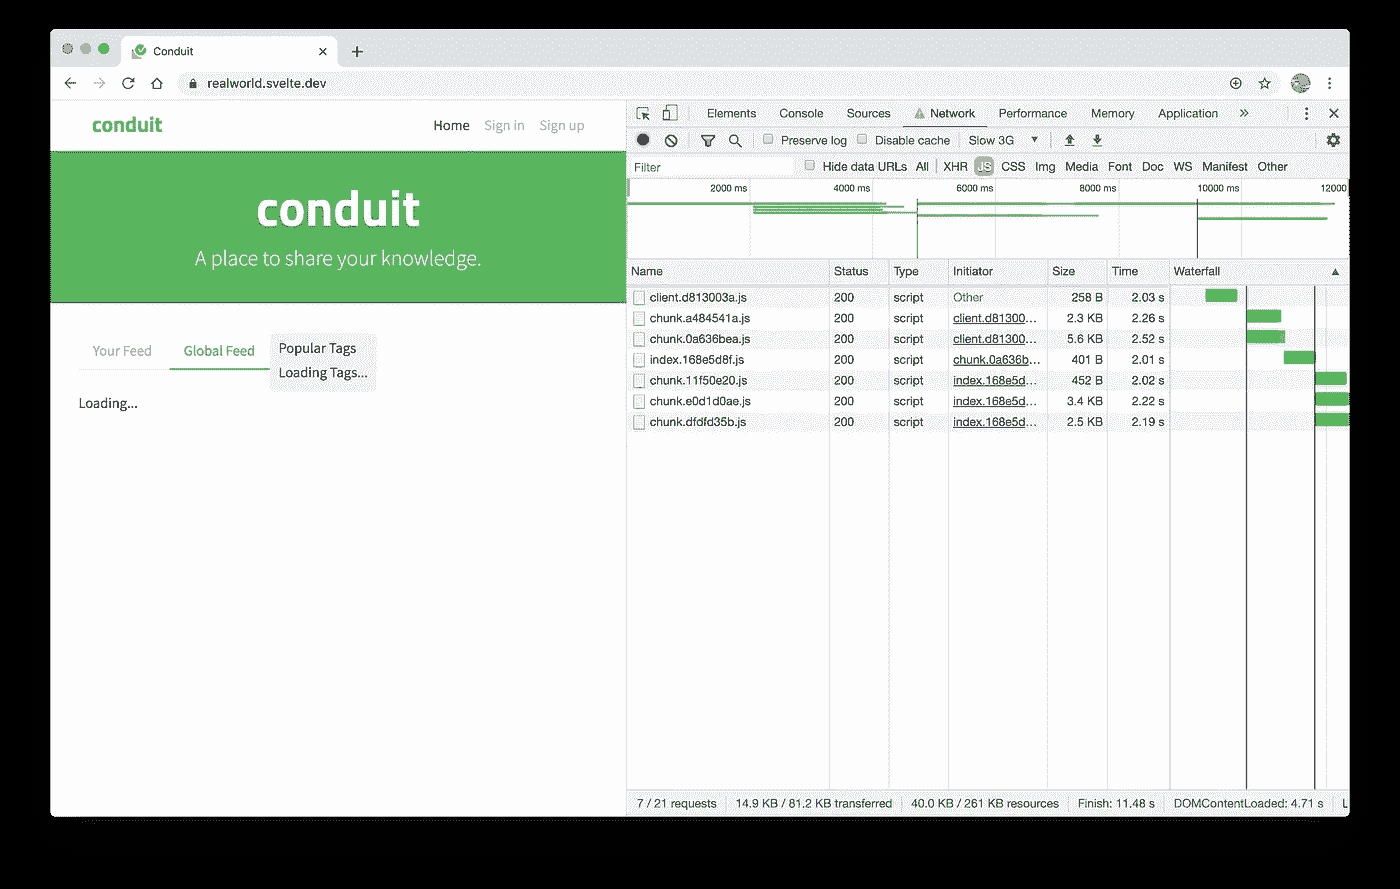 Conduit
realworld.svelte.dev
conduit
Home Sign in Sign up
conduit
A place to share your knowledge.
Your Feed Global Feed
Popular Tags
Loading Tags...
Loading...
Elements Console Sources Network Performance Memory Application »
Preserve log Disable cache Slow 3G
Filter Hide data URLs All XHR JS CSS Img Media Font Doc WS Manifest Other
2000 ms 4000 ms 6000 ms 8000 ms 10000 ms 12000
Name Status Type Initiator Size Time Waterfall
client.d813003a.js 200 script Other 258 B 2.03 s
chunk.a484541a.js 200 script client.d81300... 2.3 KB 2.26 s
chunk.0a636bea.js 200 script client.d81300... 5.6 KB 2.52 s
index.168e5d8f.js 200 script chunk.0a636b... 401 B 2.01 s
chunk.11f50e20.js 200 script index.168e5d... 452 B 2.02 s
chunk.e0d1d0ae.js 200 script index.168e5d... 3.4 KB 2.22 s
chunk.dfdfd35b.js 200 script index.168e5d... 2.5 KB 2.19 s
7 / 21 requests 14.9 KB / 81.2 KB transferred 40.0 KB / 261 KB resources Finish: 11.48 s DOMContentLoaded: 4.71 s L